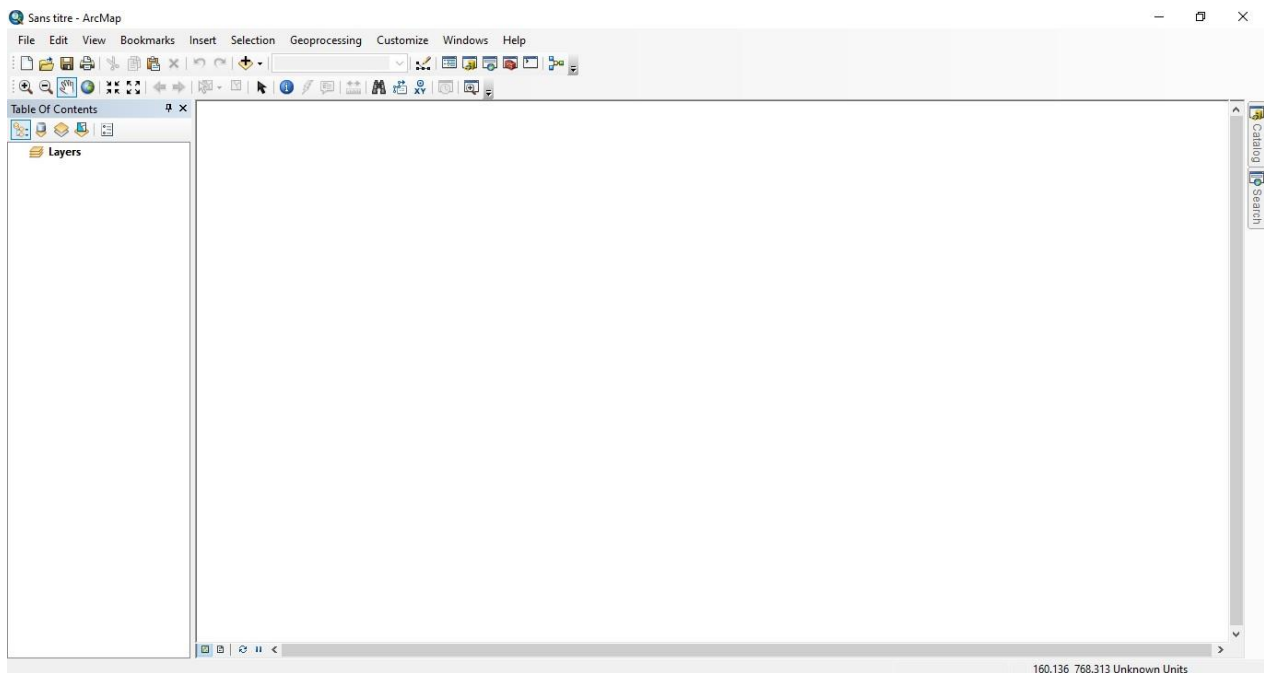 Sans titre - ArcMap
File Edit View Bookmarks Insert Selection Geoprocessing Customize Windows Help
Table Of Contents
Layers
Catalog
Search
160,136 768,313 Unknown Units